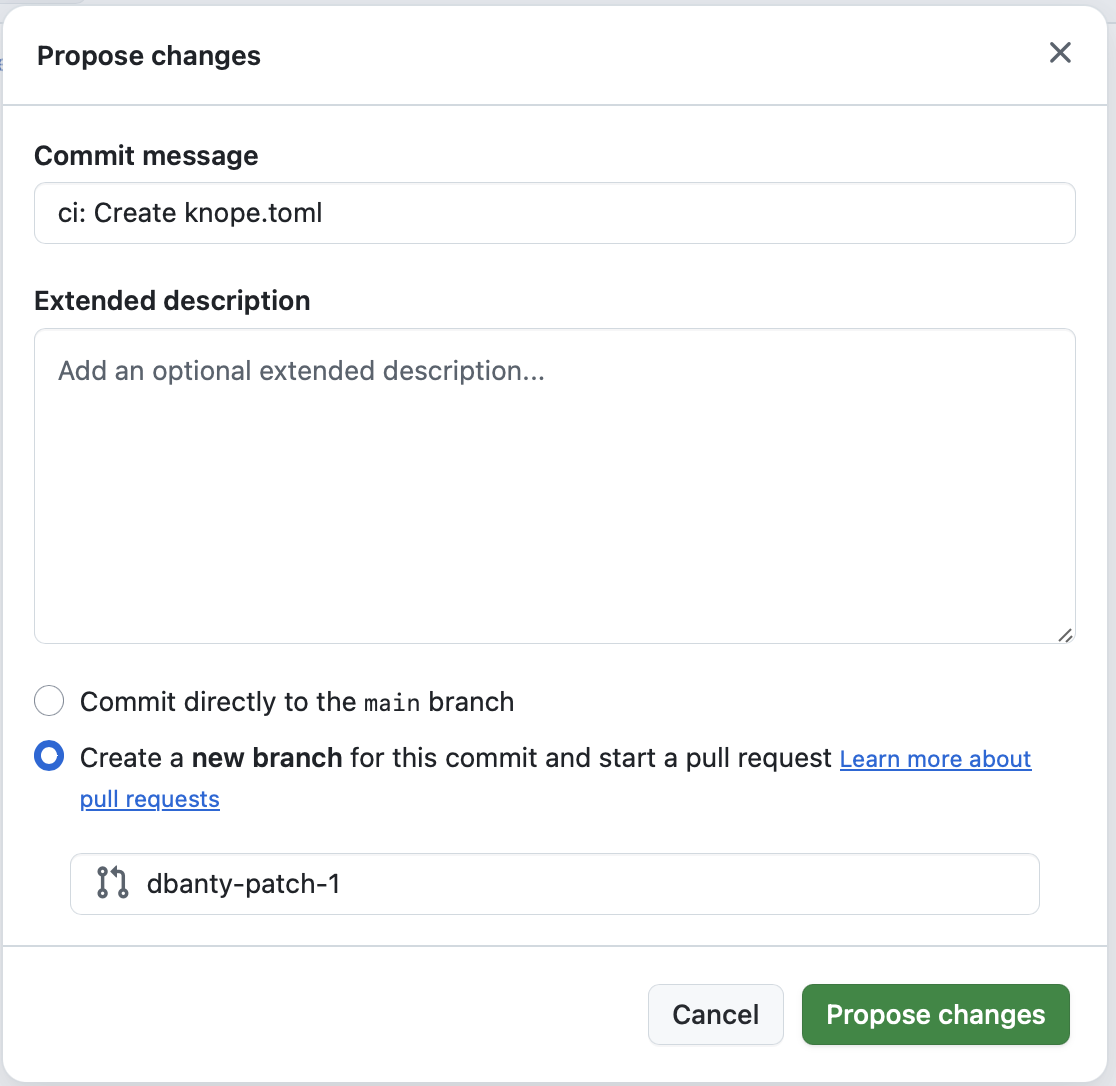 Propose changes
Commit message
ci: Create knope.toml
Extended description
Add an optional extended description...
Commit directly to the main branch
Create a new branch for this commit and start a pull request Learn more about
pull requests
dbanty-patch-1
Cancel
Propose changes